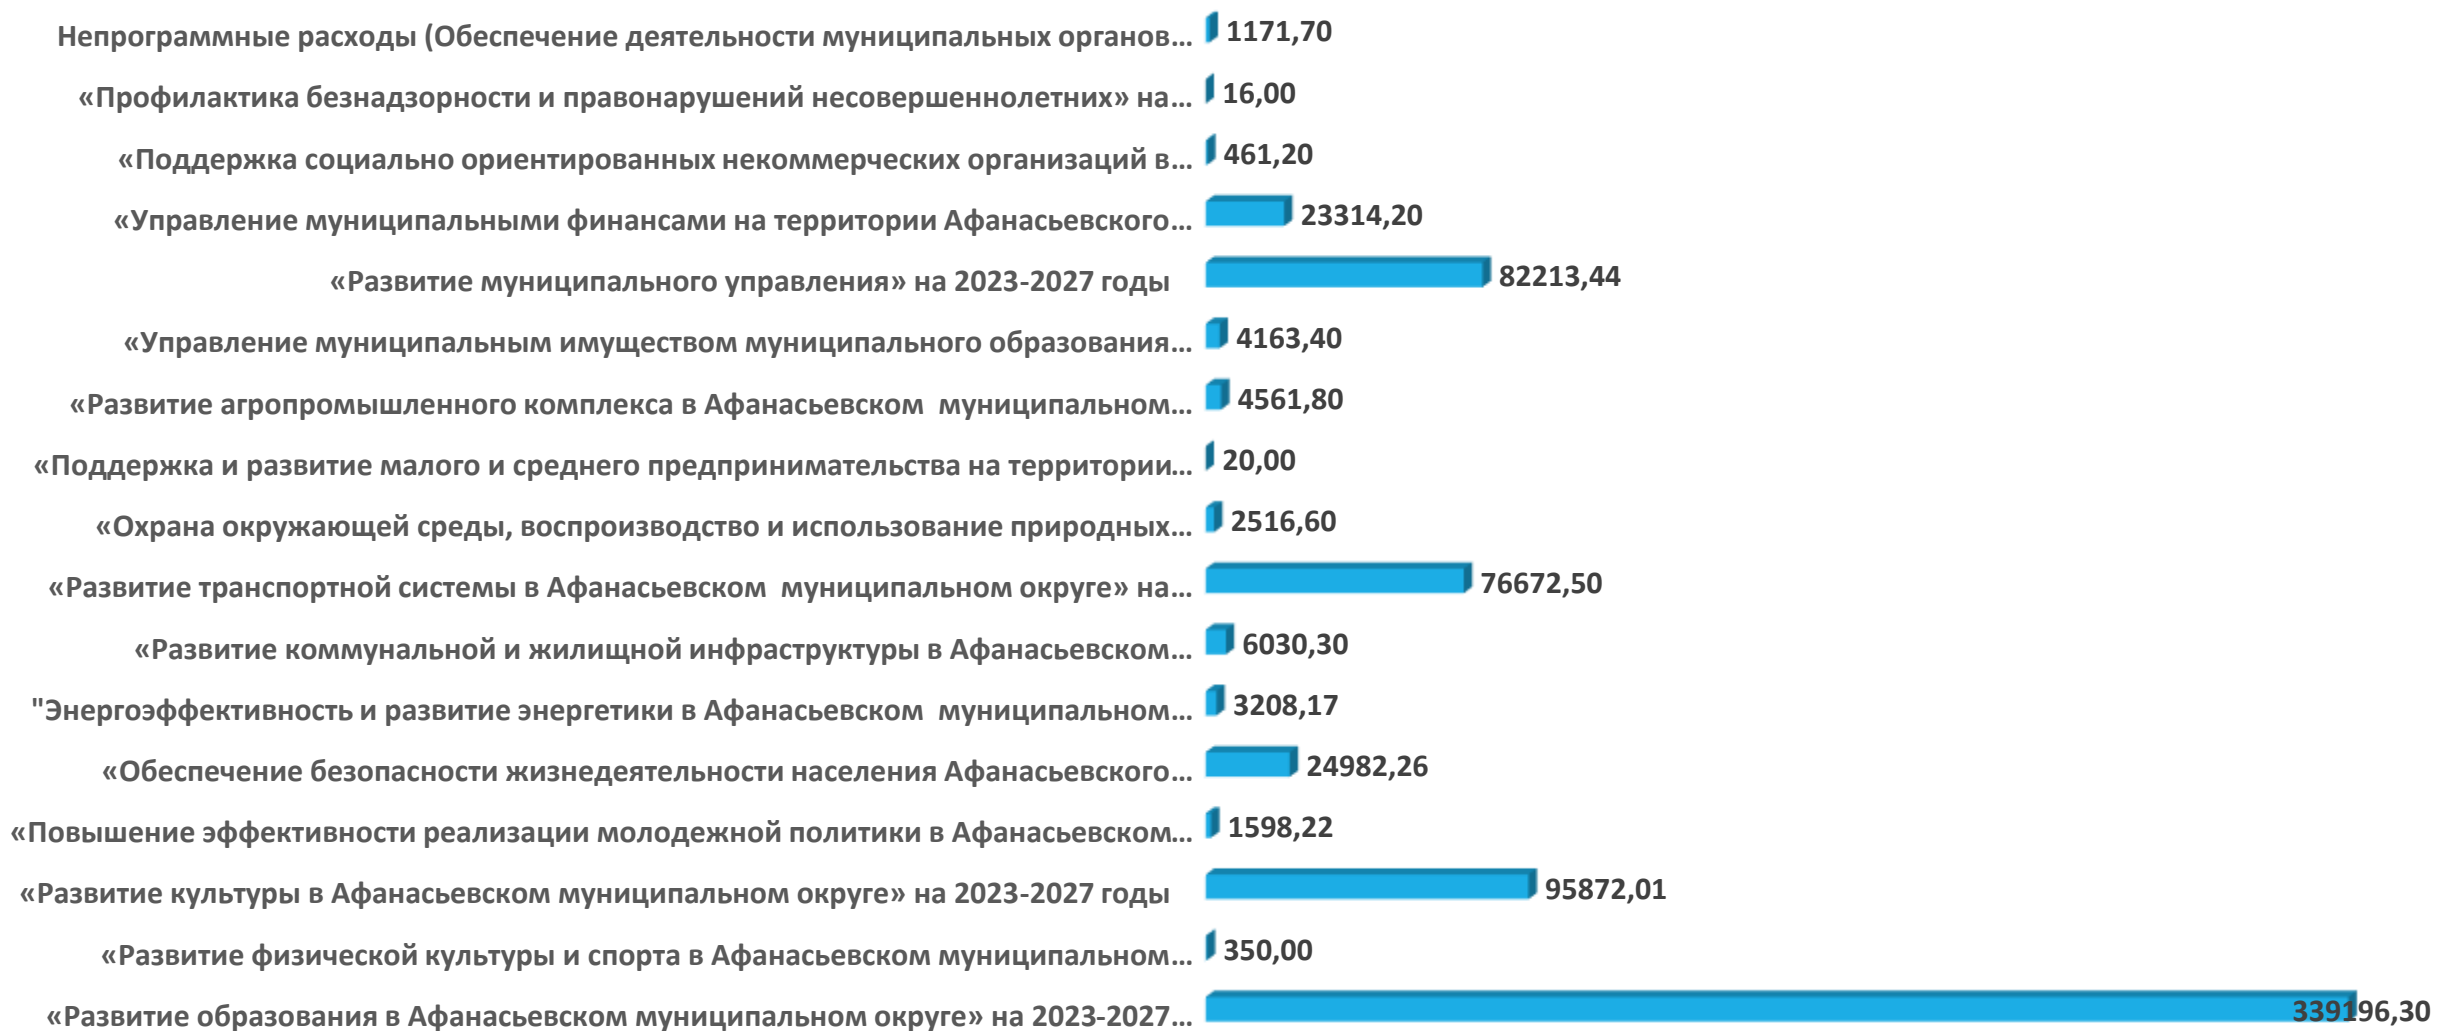 Непрограммные расходы (Обеспечение деятельности муниципальных органов… 1171,70
«Профилактика безнадзорности и правонарушений несовершеннолетних» на… 16,00
«Поддержка социально ориентированных некоммерческих организаций в… 461,20
«Управление муниципальными финансами на территории Афанасьевского… 23314,20
«Развитие муниципального управления» на 2023-2027 годы 82213,44
«Управление муниципальным имуществом муниципального образования… 4163,40
«Развитие агропромышленного комплекса в Афанасьевском  муниципальном… 4561,80
«Поддержка и развитие малого и среднего предпринимательства на территории… 20,00
«Охрана окружающей среды, воспроизводство и использование природных… 2516,60
«Развитие транспортной системы в Афанасьевском  муниципальном округе» на… 76672,50
«Развитие коммунальной и жилищной инфраструктуры в Афанасьевском… 6030,30
"Энергоэффективность и развитие энергетики в Афанасьевском  муниципальном… 3208,17
«Обеспечение безопасности жизнедеятельности населения Афанасьевского… 24982,26
«Повышение эффективности реализации молодежной политики в Афанасьевском… 1598,22
«Развитие культуры в Афанасьевском муниципальном округе» на 2023-2027 годы 95872,01
«Развитие физической культуры и спорта в Афанасьевском муниципальном… 350,00
«Развитие образования в Афанасьевском муниципальном округе» на 2023-2027… 339196,30